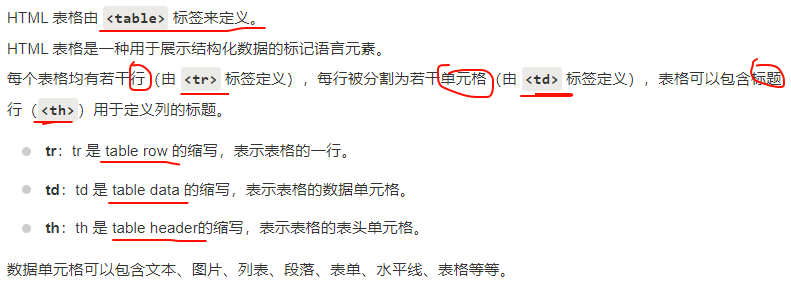 HTML 表格由 <table> 标签来定义。
HTML 表格是一种用于展示结构化数据的标记语言元素。
每个表格均有若干行（由 <tr> 标签定义），每行被分割为若干单元格（由 <td> 标签定义），表格可以包含标题
行（<th>）用于定义列的标题。
tr：tr 是 table row 的缩写，表示表格的一行。
td：td 是 table data 的缩写，表示表格的数据单元格。
th：th 是 table header的缩写，表示表格的表头单元格。
数据单元格可以包含文本、图片、列表、段落、表单、水平线、表格等等。